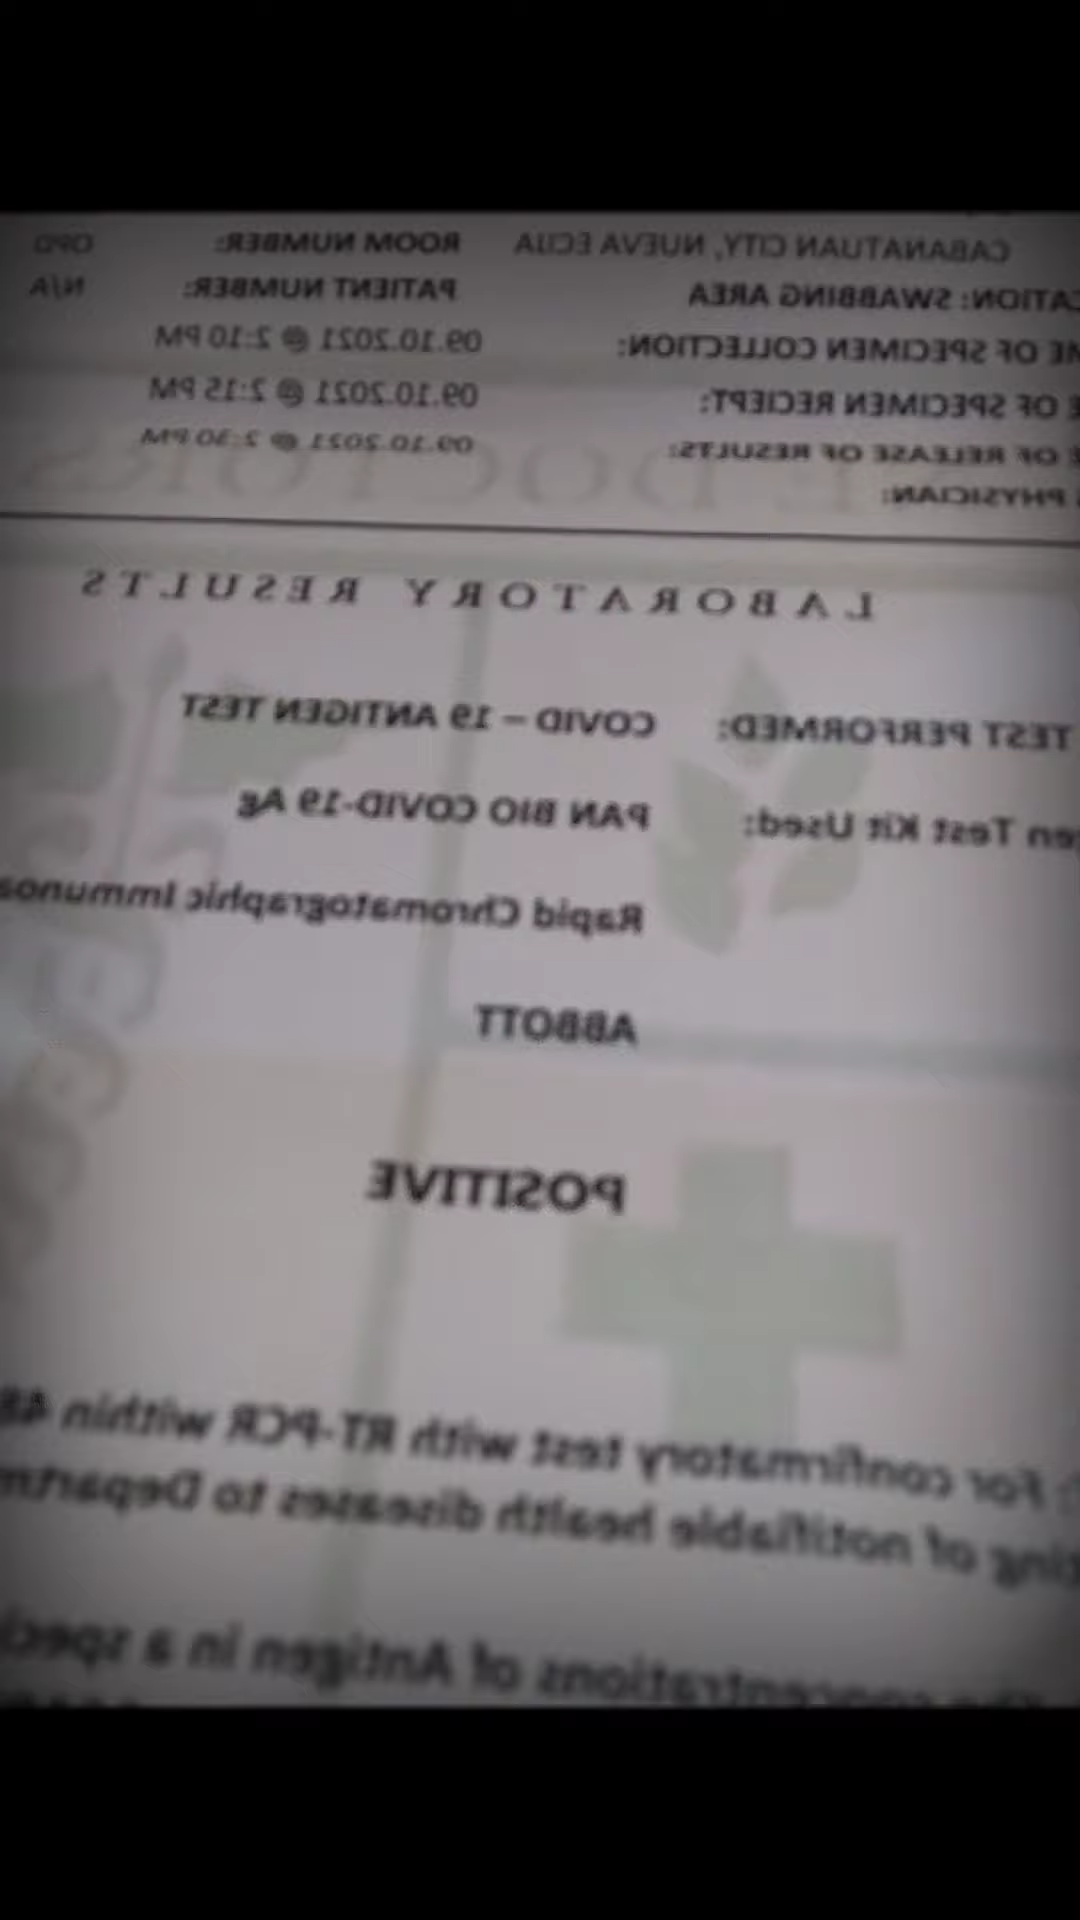 CABANATUAN CITY, NUEVA ECIJA ROOM NUMBER: OPD
SWABBING AREA PATIENT NUMBER: N/A
OF SPECIMEN COLLECTION: 09.10.2021 @ 2:10 PM
OF SPECIMEN RECIEPT: 09.10.2021 @ 2:15 PM
OF RELEASE OF RESULTS: 09.10.2021 @ 2:30 PM
PHYSICIAN:
E DOCTORS
LABORATORY RESULTS
TEST PERFORMED: COVID – 19 ANTIGEN TEST
Test Kit Used: PAN BIO COVID-19 Ag
Rapid Chromatographic Immunoa
ABBOTT
POSITIVE
For confirmatory test with RT-PCR within 48
of notifiable health diseases to Departm
concentrations of Antigen in a speci